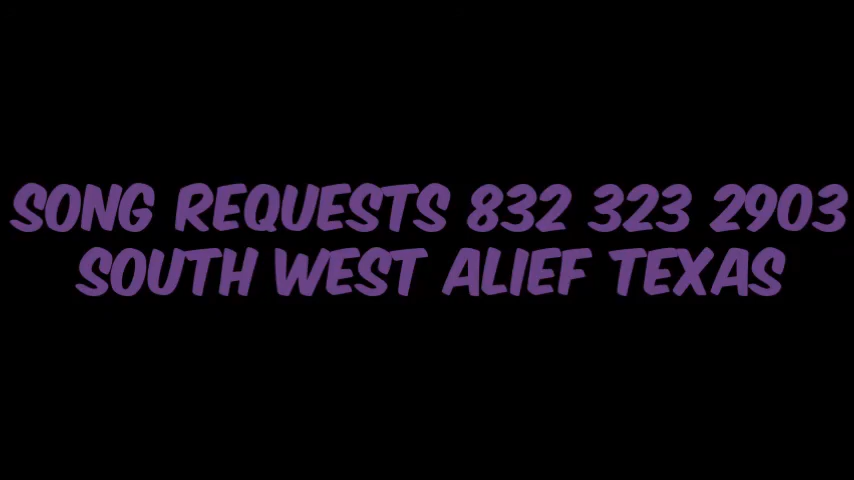 SONG REQUESTS 832 323 2903
SOUTH WEST ALIEF TEXAS